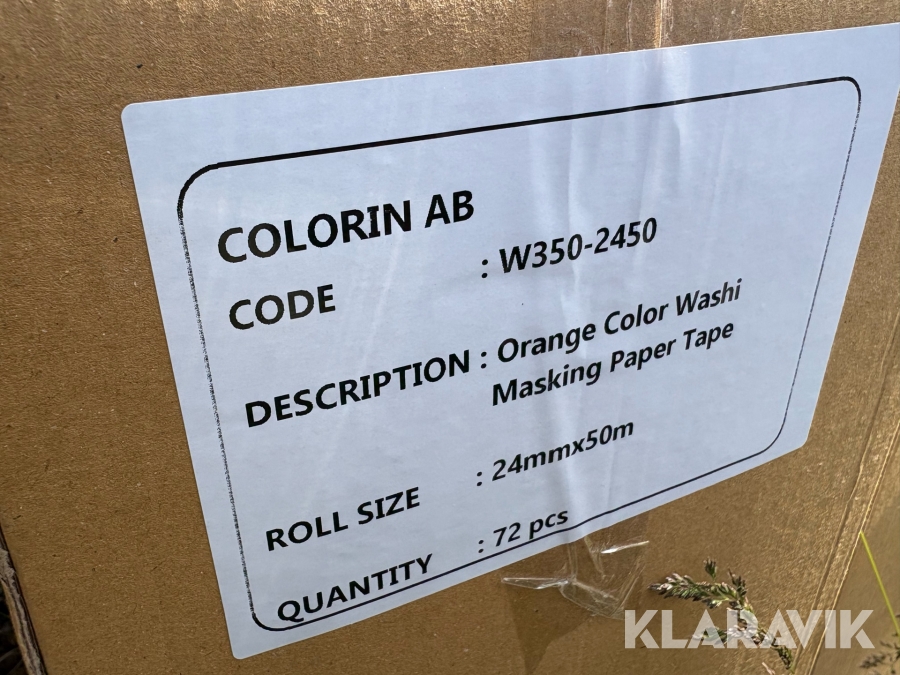 COLORIN AB
CODE : W350-2450
DESCRIPTION : Orange Color Washi
Masking Paper Tape
ROLL SIZE : 24mmx50m
QUANTITY : 72 pcs
KLARAVIK